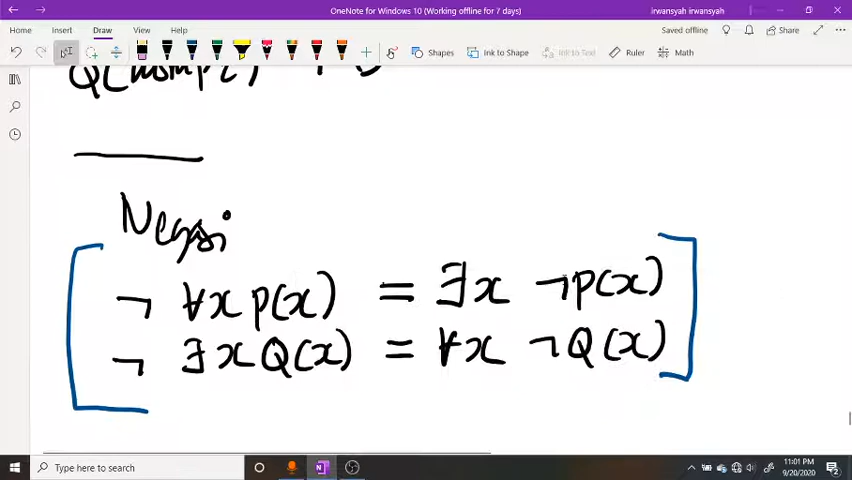 OneNote for Windows 10 (Working offline for 7 days)
irwansyah irwansyah
Home Insert Draw View Help
Saved offline Share
Shapes Ink to Shape Ink to Text Ruler Math
Negasi
¬ ∀x p(x) = ∃x ¬p(x)
¬ ∃x Q(x) = ∀x ¬Q(x)
Type here to search
11:01 PM
9/20/2020
2